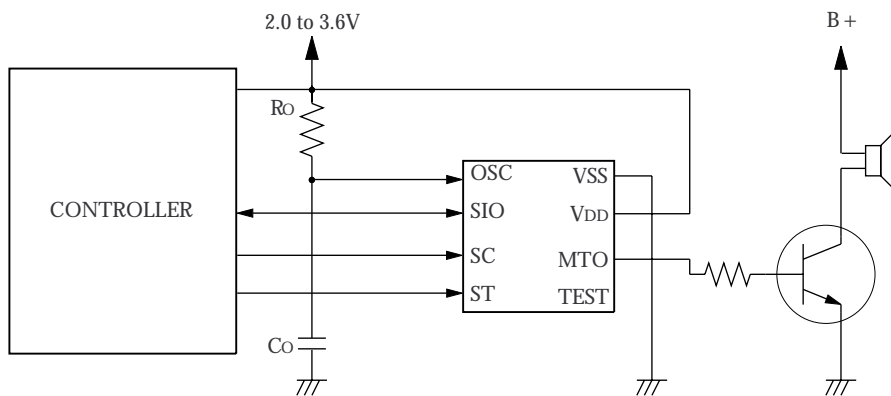 2.0 to 3.6V
B +
RO
CONTROLLER
OSC
VSS
SIO
VDD
SC
MTO
ST
TEST
CO